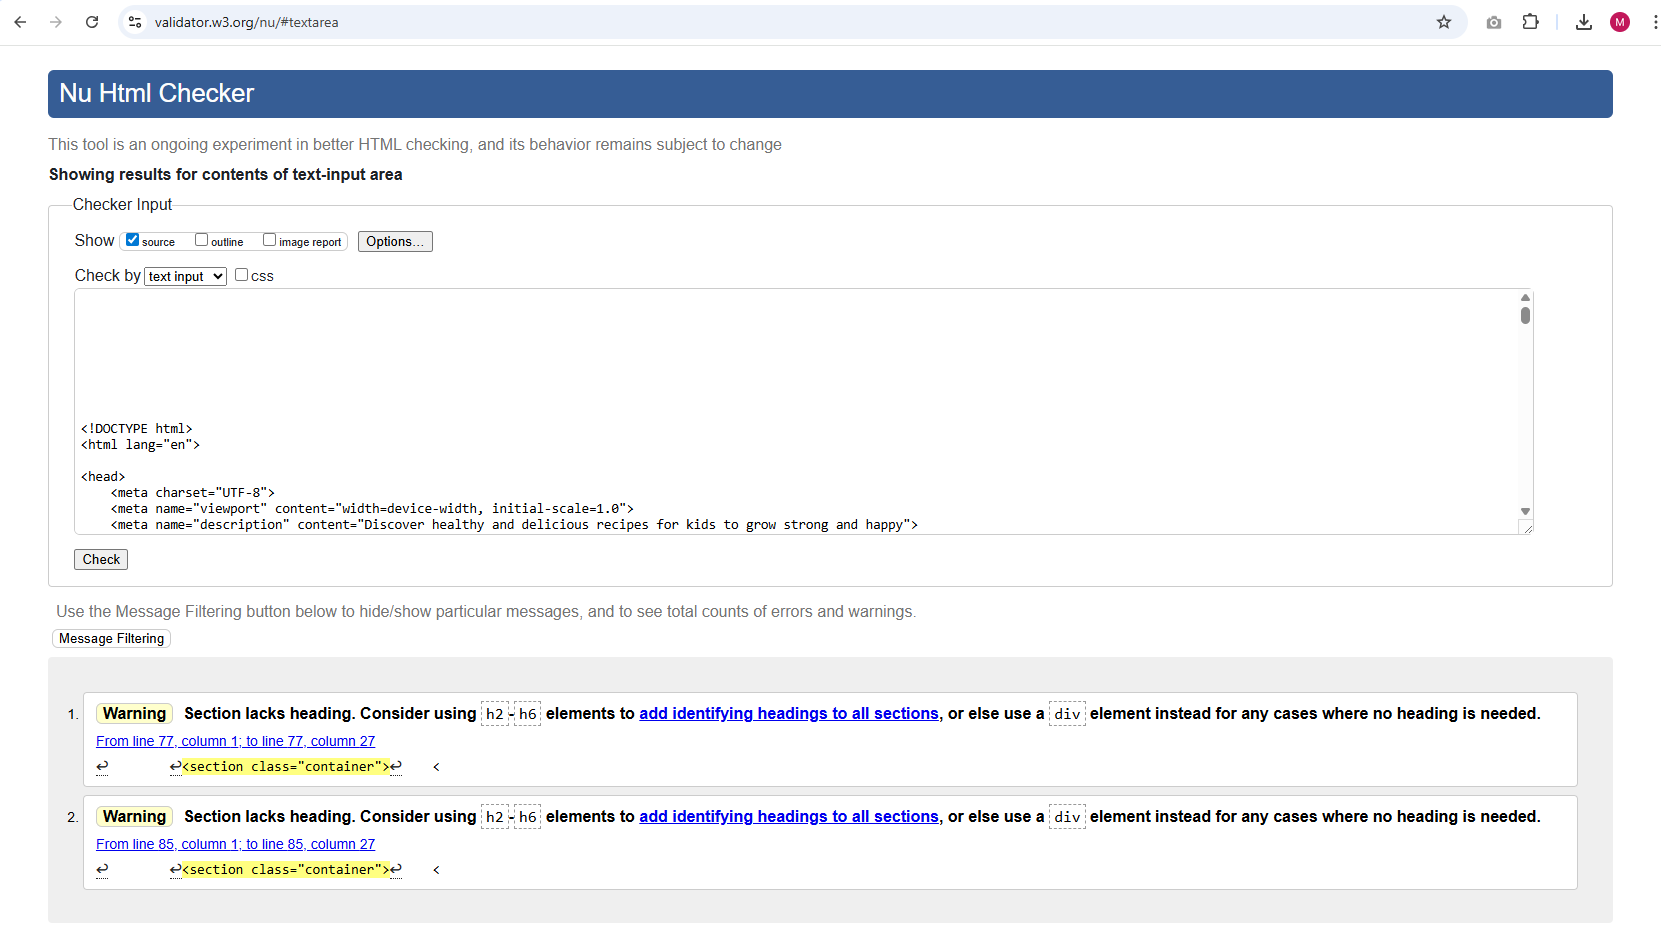 validator.w3.org/nu/#textarea
M
Nu Html Checker
This tool is an ongoing experiment in better HTML checking, and its behavior remains subject to change
Showing results for contents of text-input area
Checker Input
Show source outline image report Options...
Check by text input css
<!DOCTYPE html>
<html lang="en">
<head>
<meta charset="UTF-8">
<meta name="viewport" content="width=device-width, initial-scale=1.0">
<meta name="description" content="Discover healthy and delicious recipes for kids to grow strong and happy">
Check
Use the Message Filtering button below to hide/show particular messages, and to see total counts of errors and warnings.
Message Filtering
1. Warning Section lacks heading. Consider using h2-h6 elements to add identifying headings to all sections, or else use a div element instead for any cases where no heading is needed.
From line 77, column 1; to line 77, column 27
↩ ↩<section class="container">↩ <
2. Warning Section lacks heading. Consider using h2-h6 elements to add identifying headings to all sections, or else use a div element instead for any cases where no heading is needed.
From line 85, column 1; to line 85, column 27
↩ ↩<section class="container">↩ <